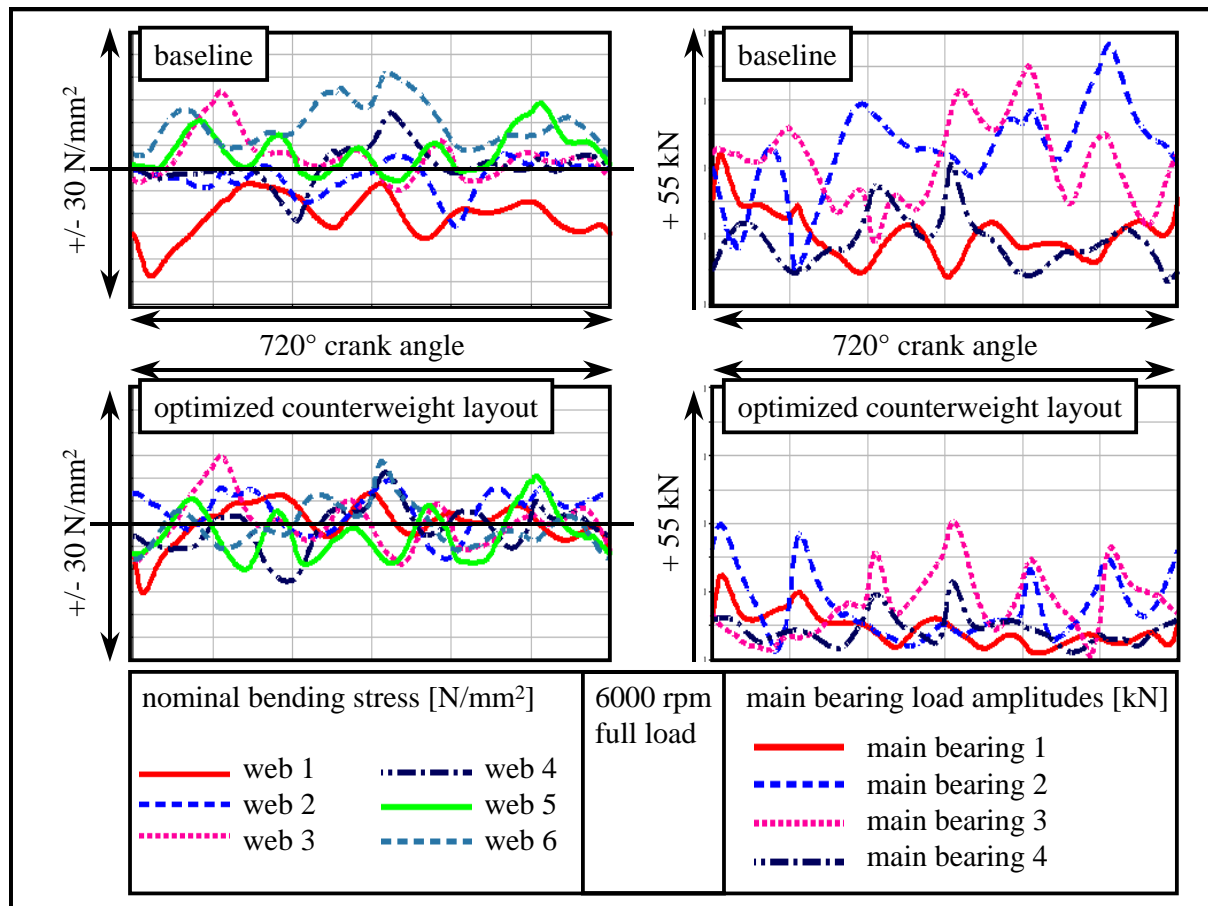 baseline
+/- 30 N/mm²
720° crank angle
baseline
+ 55 kN
720° crank angle
optimized counterweight layout
+/- 30 N/mm²
optimized counterweight layout
+ 55 kN
nominal bending stress [N/mm²]
web 1
web 2
web 3
web 4
web 5
web 6
6000 rpm
full load
main bearing load amplitudes [kN]
main bearing 1
main bearing 2
main bearing 3
main bearing 4